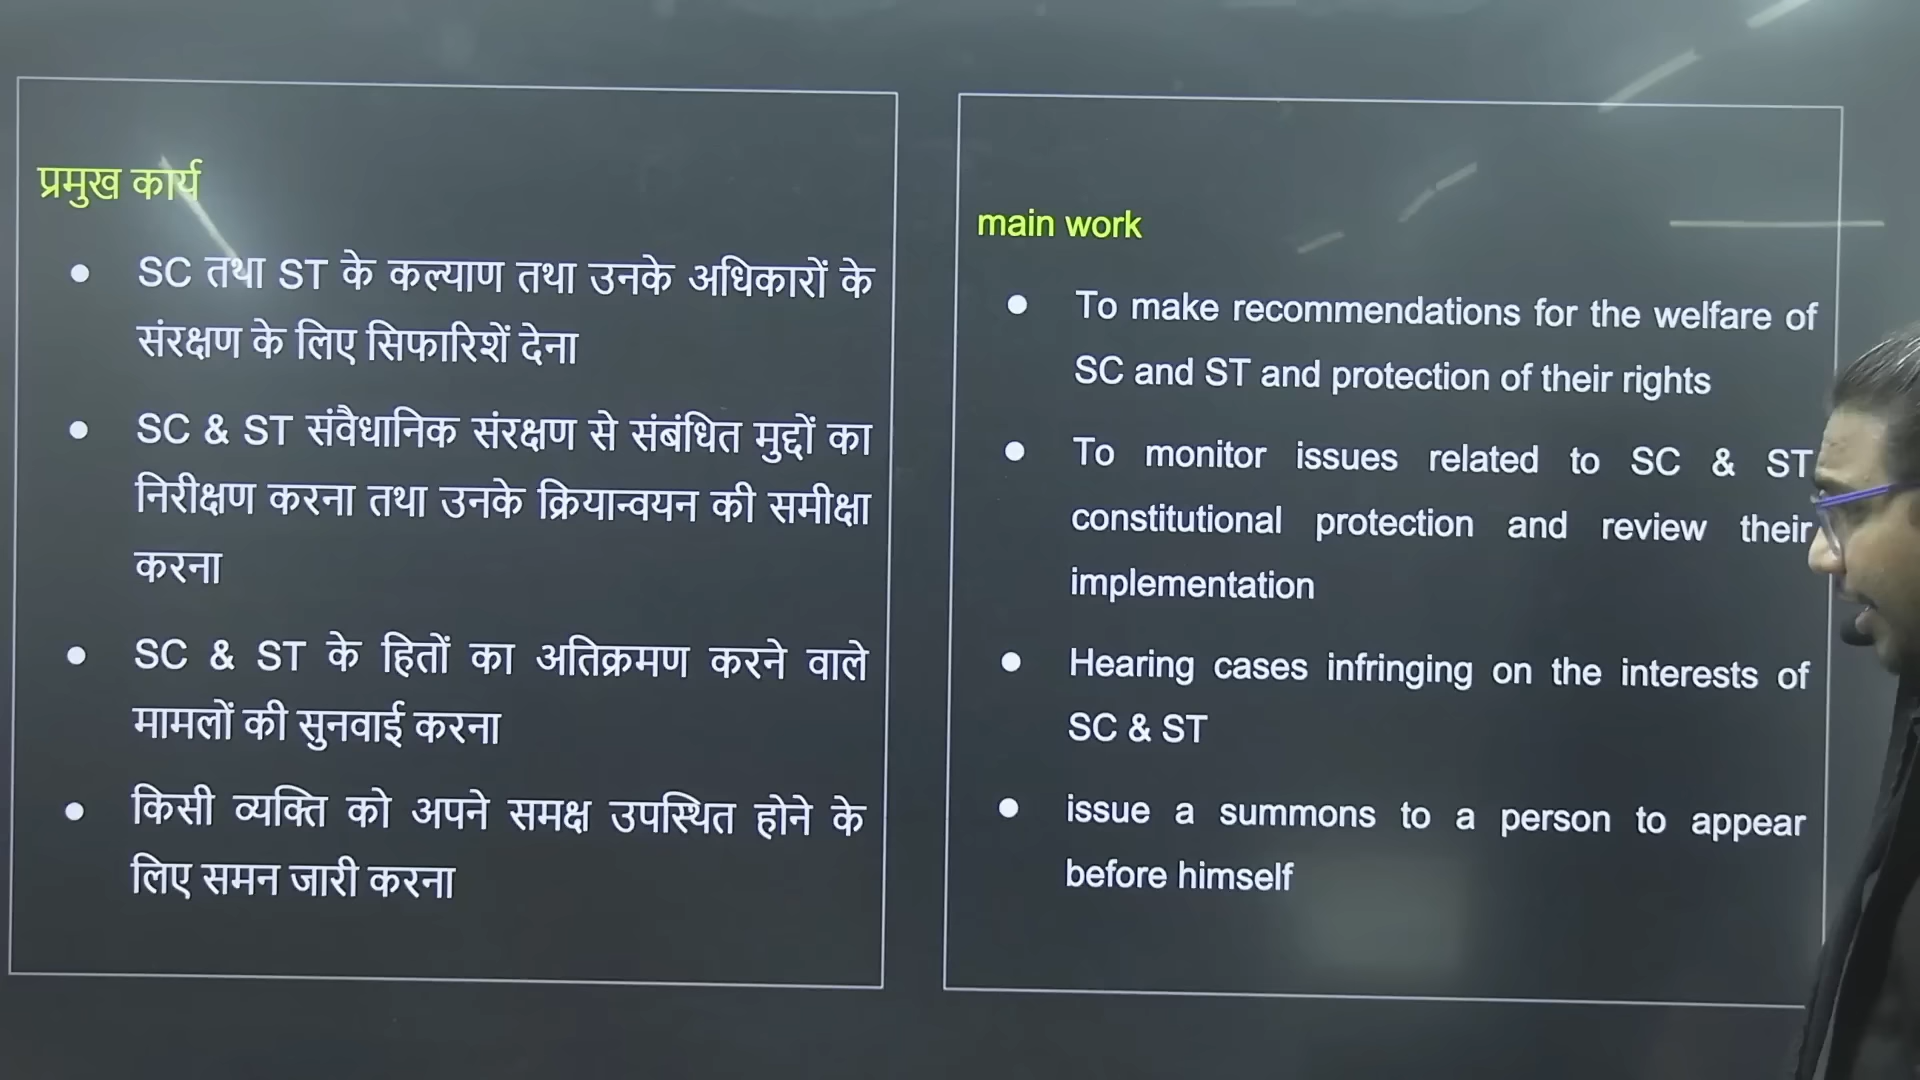 प्रमुख कार्य
● SC तथा ST के कल्याण तथा उनके अधिकारों के
संरक्षण के लिए सिफारिशें देना
● SC & ST संवैधानिक संरक्षण से संबंधित मुद्दों का
निरीक्षण करना तथा उनके क्रियान्वयन की समीक्षा
करना
● SC & ST के हितों का अतिक्रमण करने वाले
मामलों की सुनवाई करना
● किसी व्यक्ति को अपने समक्ष उपस्थित होने के
लिए समन जारी करना
main work
● To make recommendations for the welfare of
SC and ST and protection of their rights
● To monitor issues related to SC & ST
constitutional protection and review their
implementation
● Hearing cases infringing on the interests of
SC & ST
● issue a summons to a person to appear
before himself